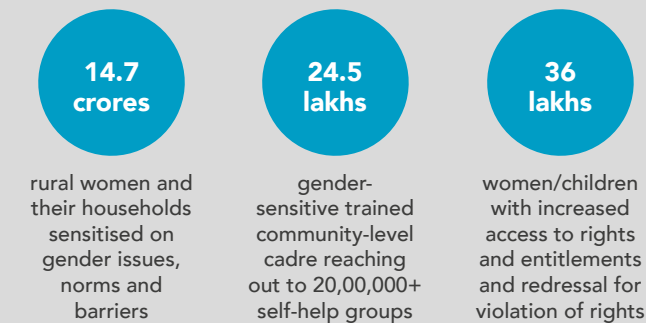 14.7
crores
rural women and
their households
sensitised on
gender issues,
norms and
barriers
24.5
lakhs
gender-
sensitive trained
community-level
cadre reaching
out to 20,00,000+
self-help groups
36
lakhs
women/children
with increased
access to rights
and entitlements
and redressal for
violation of rights